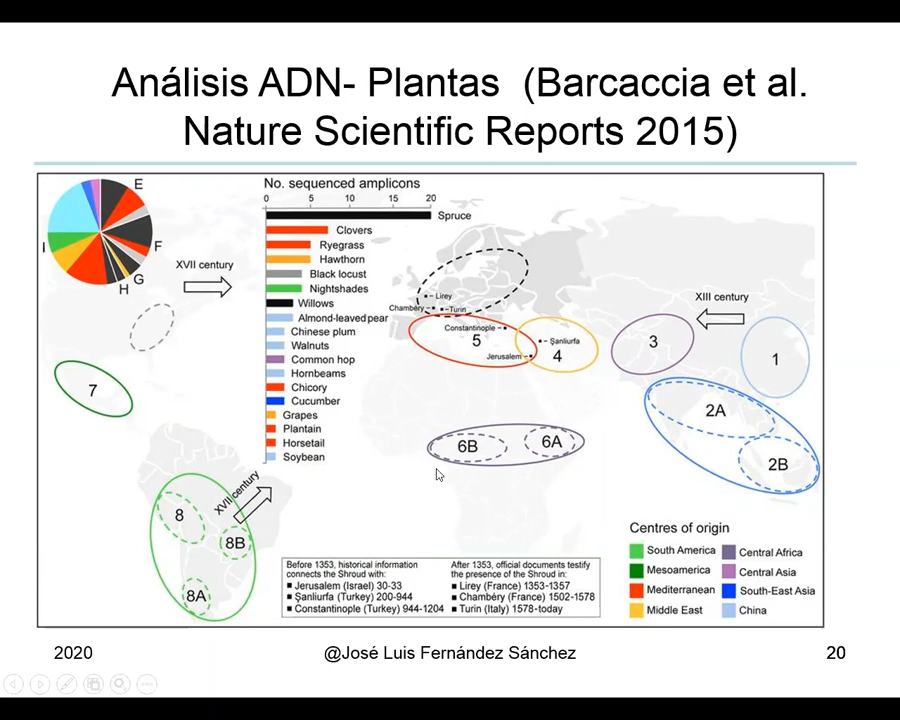 Análisis ADN- Plantas (Barcaccia et al.
Nature Scientific Reports 2015)
E
F
G
H
I
XVII century
No. sequenced amplicons
0 5 10 15 20
Spruce
Clovers
Ryegrass
Hawthorn
Black locust
Nightshades
Willows
Almond-leaved pear
Chinese plum
Walnuts
Common hop
Hornbeams
Chicory
Cucumber
Grapes
Plantain
Horsetail
Soybean
Lirey
Chambéry
Turin
Constantinople
5
Jerusalem
Şanliurfa
4
XIII century
3
1
2A
2B
6B
6A
7
XVII century
8
8B
8A
Before 1353, historical information
connects the Shroud with:
Jerusalem (Israel) 30-33
Şanliurfa (Turkey) 200-944
Constantinople (Turkey) 944-1204
After 1353, official documents testify
the presence of the Shroud in:
Lirey (France) 1353-1357
Chambéry (France) 1502-1578
Turin (Italy) 1578-today
Centres of origin
South America
Mesoamerica
Mediterranean
Middle East
Central Africa
Central Asia
South-East Asia
China
2020
@José Luis Fernández Sánchez
20